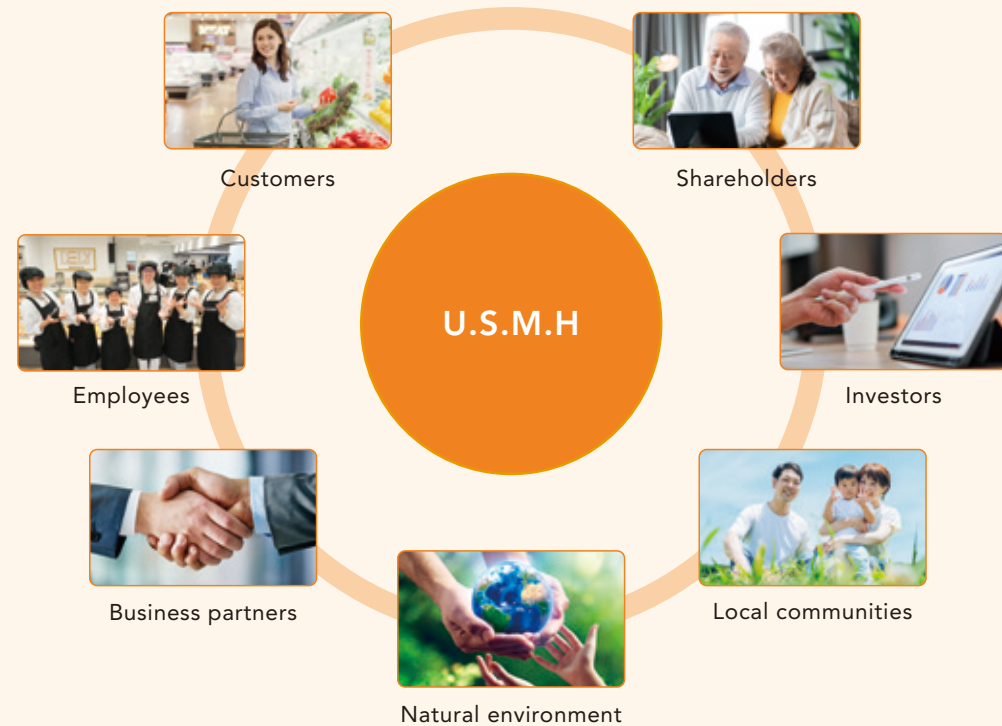 Customers
Shareholders
U.S.M.H
Employees
Investors
Business partners
Local communities
Natural environment